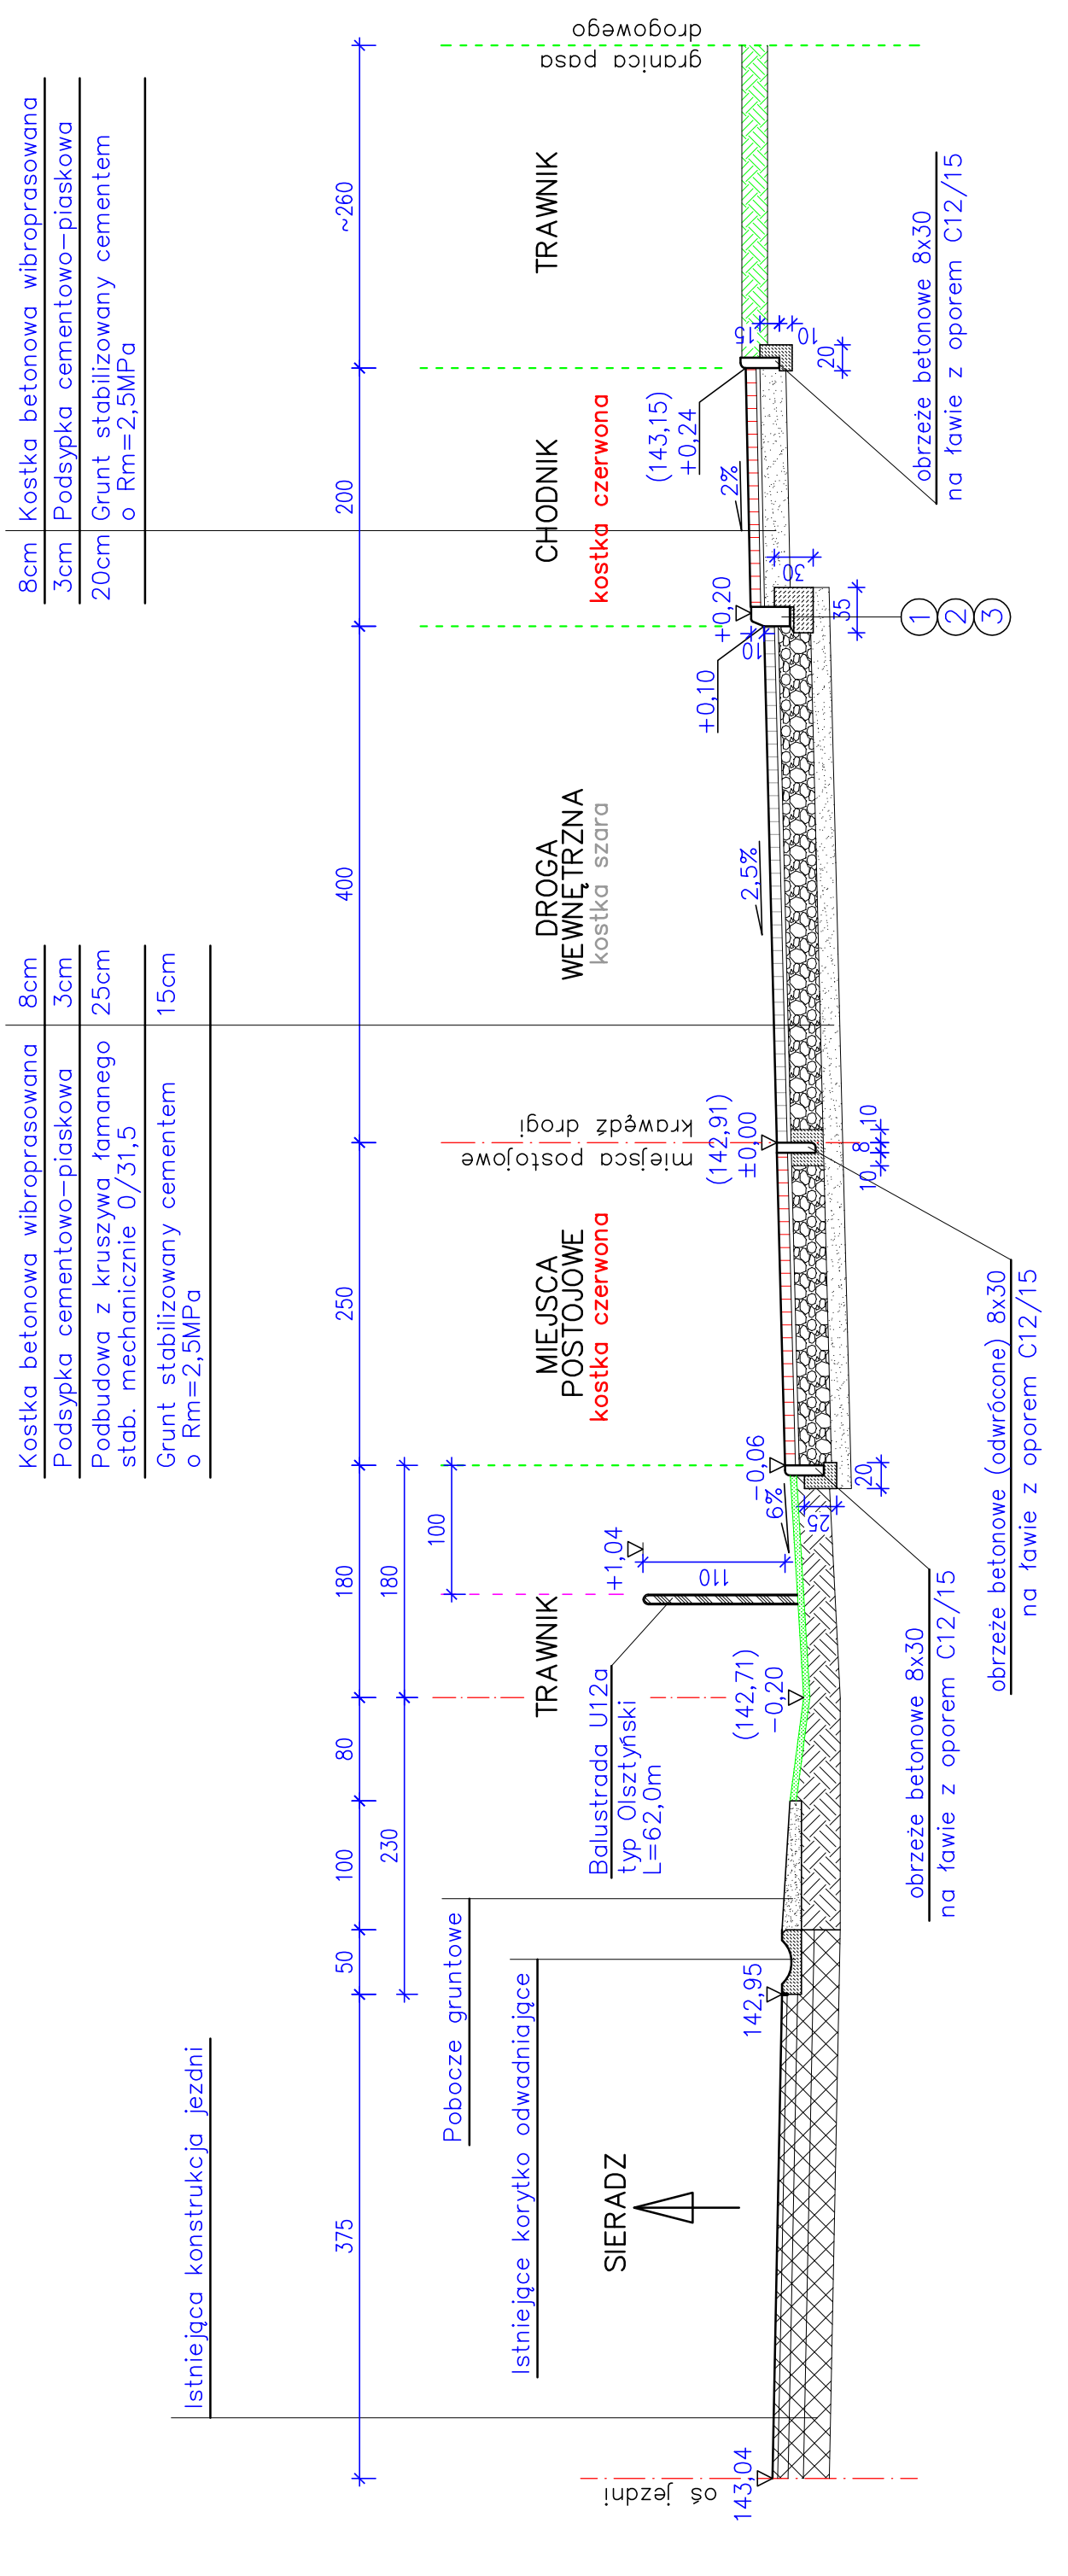 Istniejąca konstrukcja jezdni
Kostka betonowa wibroprasowana 8cm
Podsypka cementowo-piaskowa 3cm
Podbudowa z kruszywa łamanego 25cm
stab. mechanicznie 0/31,5
Grunt stabilizowany cementem 15cm
o Rm=2,5MPa
8cm Kostka betonowa wibroprasowana
3cm Podsypka cementowo-piaskowa
20cm Grunt stabilizowany cementem
o Rm=2,5MPa
375
50
100
80
180
250
400
200
~260
230
180
100
Pobocze gruntowe
Istniejące korytko odwadniające
SIERADZ
oś jezdni
143,04
142,95
TRAWNIK
Balustrada U12a
typ Olsztyński
L=62,0m
(142,71)
-0,20
+1,04
110
6%
-0,06
25
20
MIEJSCA
POSTOJOWE
kostka czerwona
miejsca postojowe
krawędź drogi
(142,91)
±0,00
10
8
10
DROGA
WEWNĘTRZNA
kostka szara
2,5%
+0,10
10
+0,20
30
35
1
2
3
CHODNIK
kostka czerwona
2%
(143,15)
+0,24
15
10
20
TRAWNIK
granica pasa
drogowego
obrzeże betonowe 8x30
na ławie z oporem C12/15
obrzeże betonowe (odwrócone) 8x30
na ławie z oporem C12/15
obrzeże betonowe 8x30
na ławie z oporem C12/15